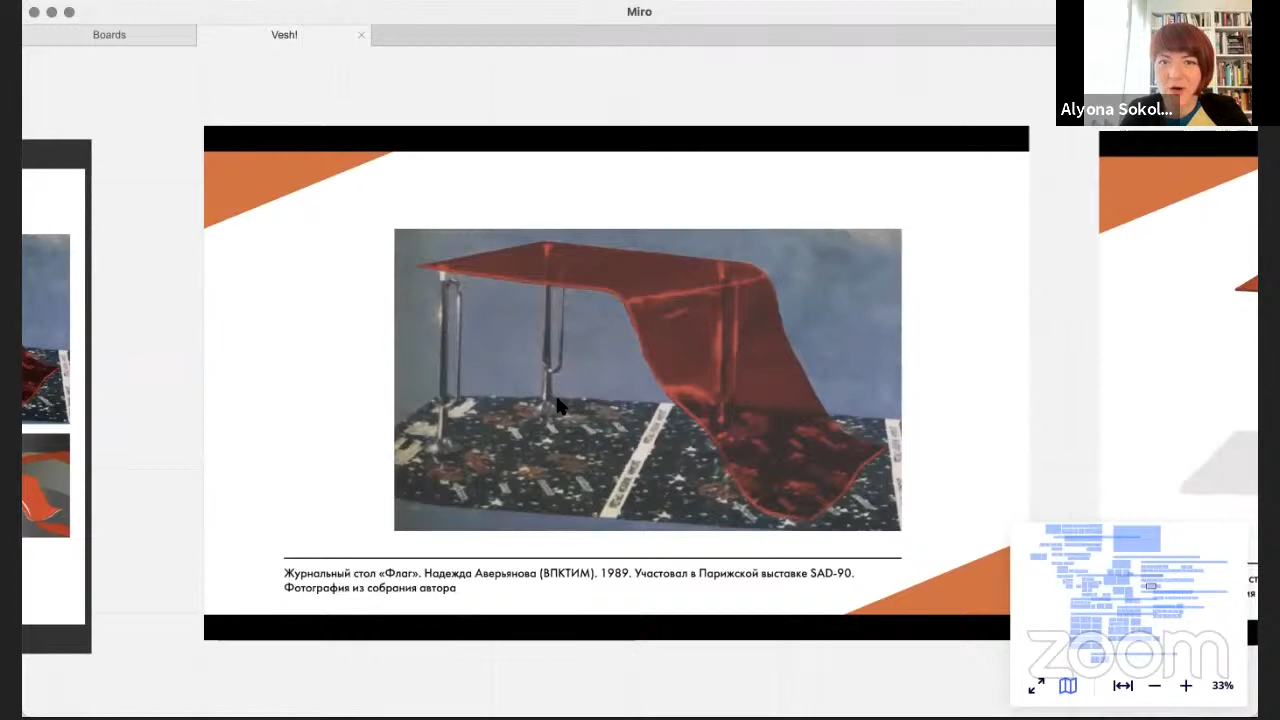 Miro
Boards
Vesh!
Alyona Sokol...
Журнальный стол «Флаг». Владимир Аверьянова (ВПКТИМ). 1989. Участвовал в Парижской выставке SAD-90.
Фотография из собрания автора
zoom
33%